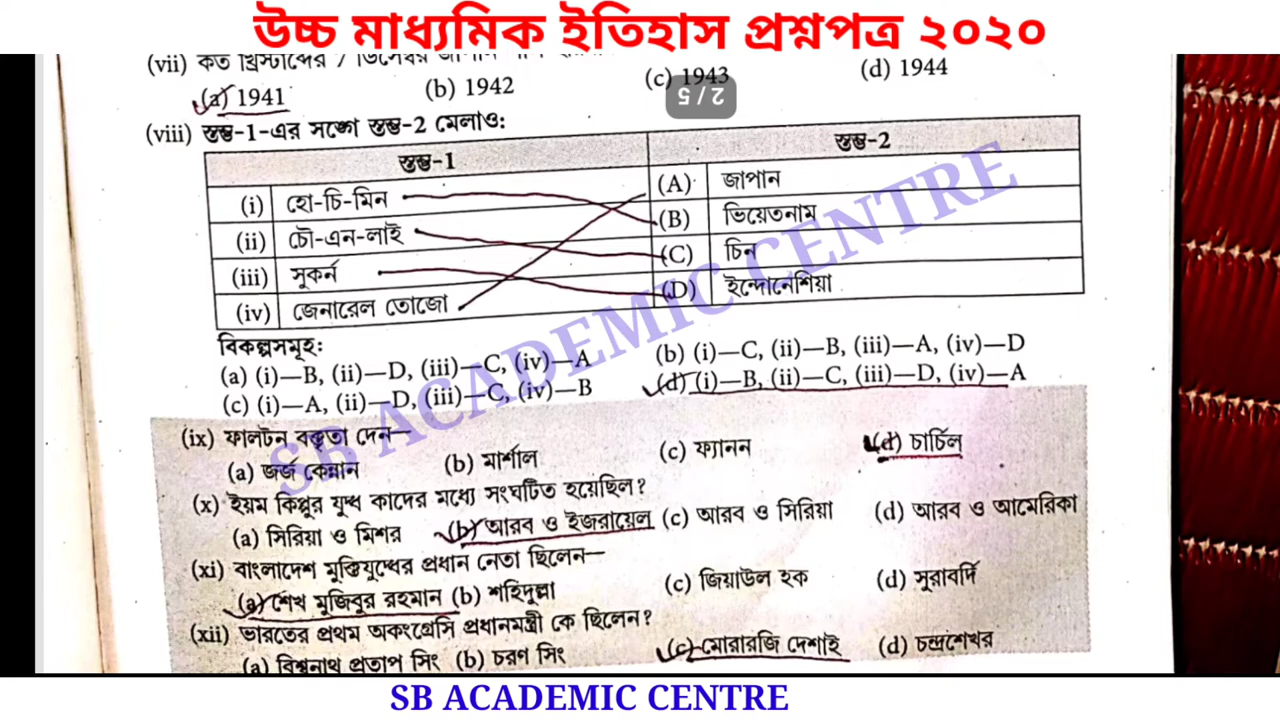 উচ্চ মাধ্যমিক ইতিহাস প্রশ্নপত্র ২০২০
(vii) কত খ্রিস্টাব্দের 7 ডিসেম্বর
(a) 1941 (b) 1942 (c) 1943 (d) 1944
2/5
(viii) স্তম্ভ-1-এর সঙ্গে স্তম্ভ-2 মেলাও:
স্তম্ভ-1 স্তম্ভ-2
(i) হো-চি-মিন (A) জাপান
(ii) চৌ-এন-লাই (B) ভিয়েতনাম
(iii) সুকর্ন (C) চিন
(iv) জেনারেল তোজো (D) ইন্দোনেশিয়া
বিকল্পসমূহ:
(a) (i)—B, (ii)—D, (iii)—C, (iv)—A (b) (i)—C, (ii)—B, (iii)—A, (iv)—D
(c) (i)—A, (ii)—D, (iii)—C, (iv)—B (d) (i)—B, (ii)—C, (iii)—D, (iv)—A
(ix) ফালটন বক্তৃতা দেন—
(a) জর্জ কেন্নান (b) মার্শাল (c) ফ্যানন (d) চার্চিল
(x) ইয়ম কিপ্পুর যুদ্ধ কাদের মধ্যে সংঘটিত হয়েছিল?
(a) সিরিয়া ও মিশর (b) আরব ও ইজরায়েল (c) আরব ও সিরিয়া (d) আরব ও আমেরিকা
(xi) বাংলাদেশ মুক্তিযুদ্ধের প্রধান নেতা ছিলেন—
(a) শেখ মুজিবুর রহমান (b) শহিদুল্লা (c) জিয়াউল হক (d) সুরাবর্দি
(xii) ভারতের প্রথম অকংগ্রেসি প্রধানমন্ত্রী কে ছিলেন?
(a) বিশ্বনাথ প্রতাপ সিং (b) চরণ সিং (c) মোরারজি দেশাই (d) চন্দ্রশেখর
SB ACADEMIC CENTRE
SB ACADEMIC CENTRE